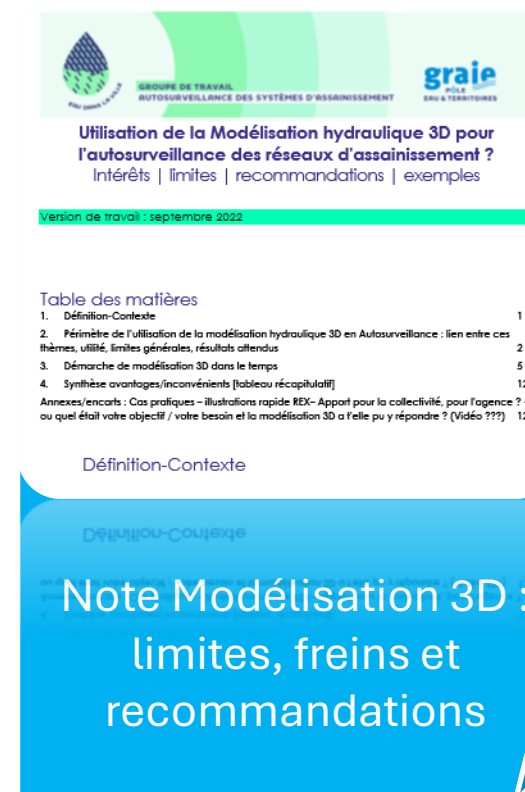 EAU DANS LA VILLE
GROUPE DE TRAVAIL
AUTOSURVEILLANCE DES SYSTÈMES D'ASSAINISSEMENT
graie
PÔLE
EAU & TERRITOIRES
Utilisation de la Modélisation hydraulique 3D pour
l'autosurveillance des réseaux d'assainissement ?
Intérêts | limites | recommandations | exemples
Version de travail : septembre 2022
Table des matières
1. Définition-Contexte 1
2. Périmètre de l'utilisation de la modélisation hydraulique 3D en Autosurveillance : lien entre ces
thèmes, utilité, limites générales, résultats attendus 2
3. Démarche de modélisation 3D dans le temps 5
4. Synthèse avantages/inconvénients [tableau récapitulatif] 12
Annexes/encarts : Cas pratiques – illustrations rapide REX– Apport pour la collectivité, pour l'agence ?
ou quel était votre objectif / votre besoin et la modélisation 3D a t'elle pu y répondre ? (Vidéo ???) 12
Définition-Contexte
Note Modélisation 3D :
limites, freins et
recommandations